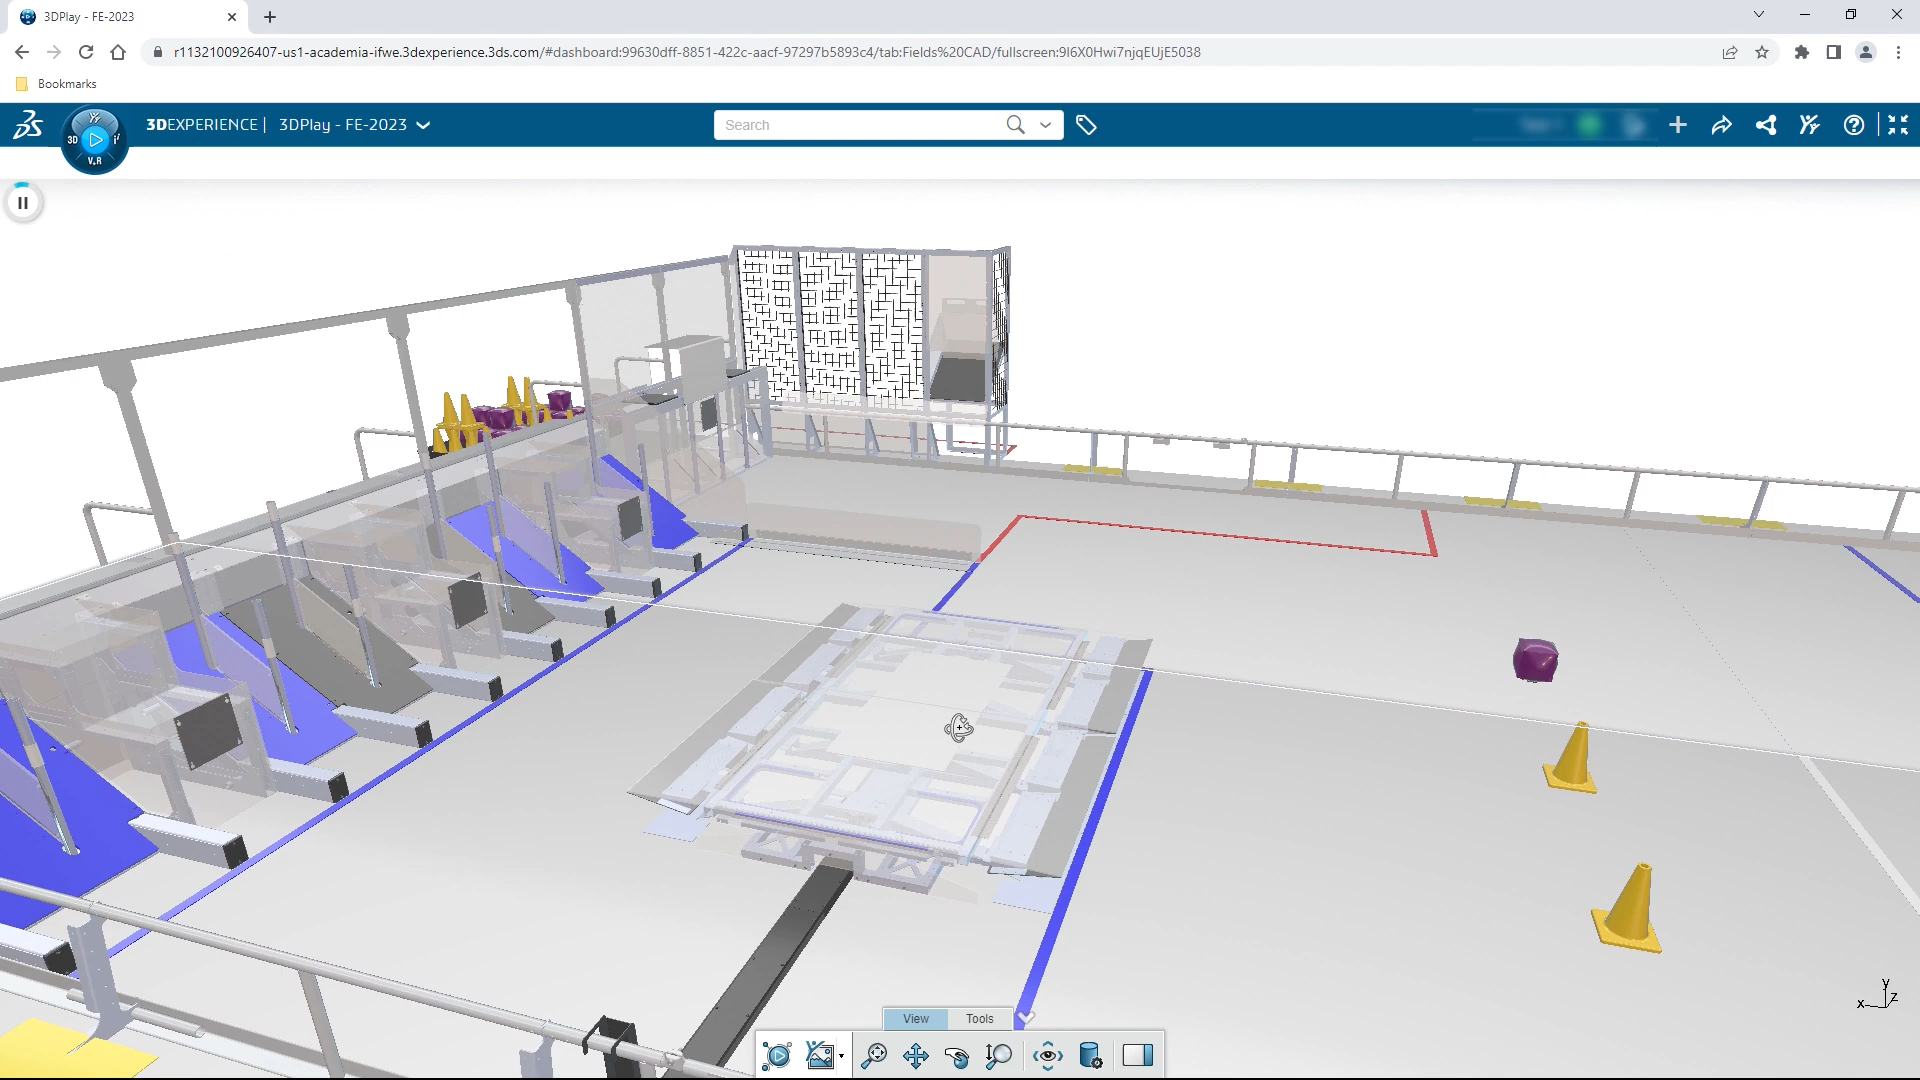 3DPlay - FE-2023
r1132100926407-us1-academia-ifwe.3dexperience.3ds.com/#dashboard:99630dff-8851-422c-aacf-97297b5893c4/tab:Fields%20CAD/fullscreen:9I6X0Hwi7njqEUjE5038
Bookmarks
3D
V.R
3DEXPERIENCE | 3DPlay - FE-2023
Search
x y z
View Tools